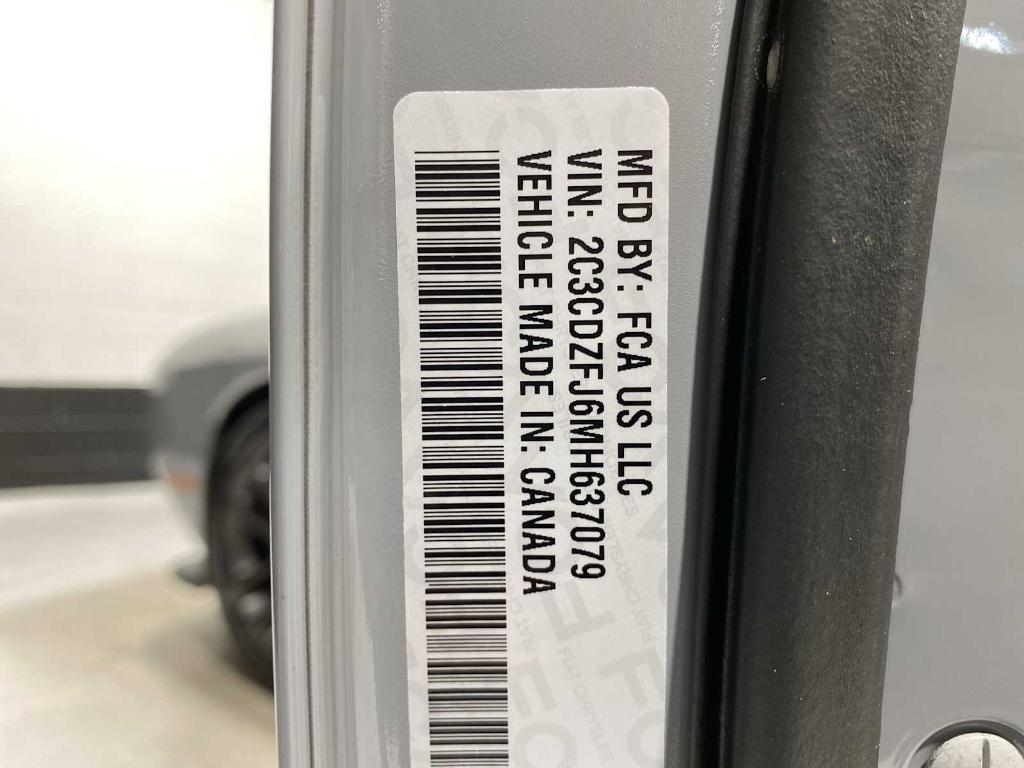 MFD BY: FCA US LLC
VIN: 2C3CDZFJ6MH637079
VEHICLE MADE IN: CANADA